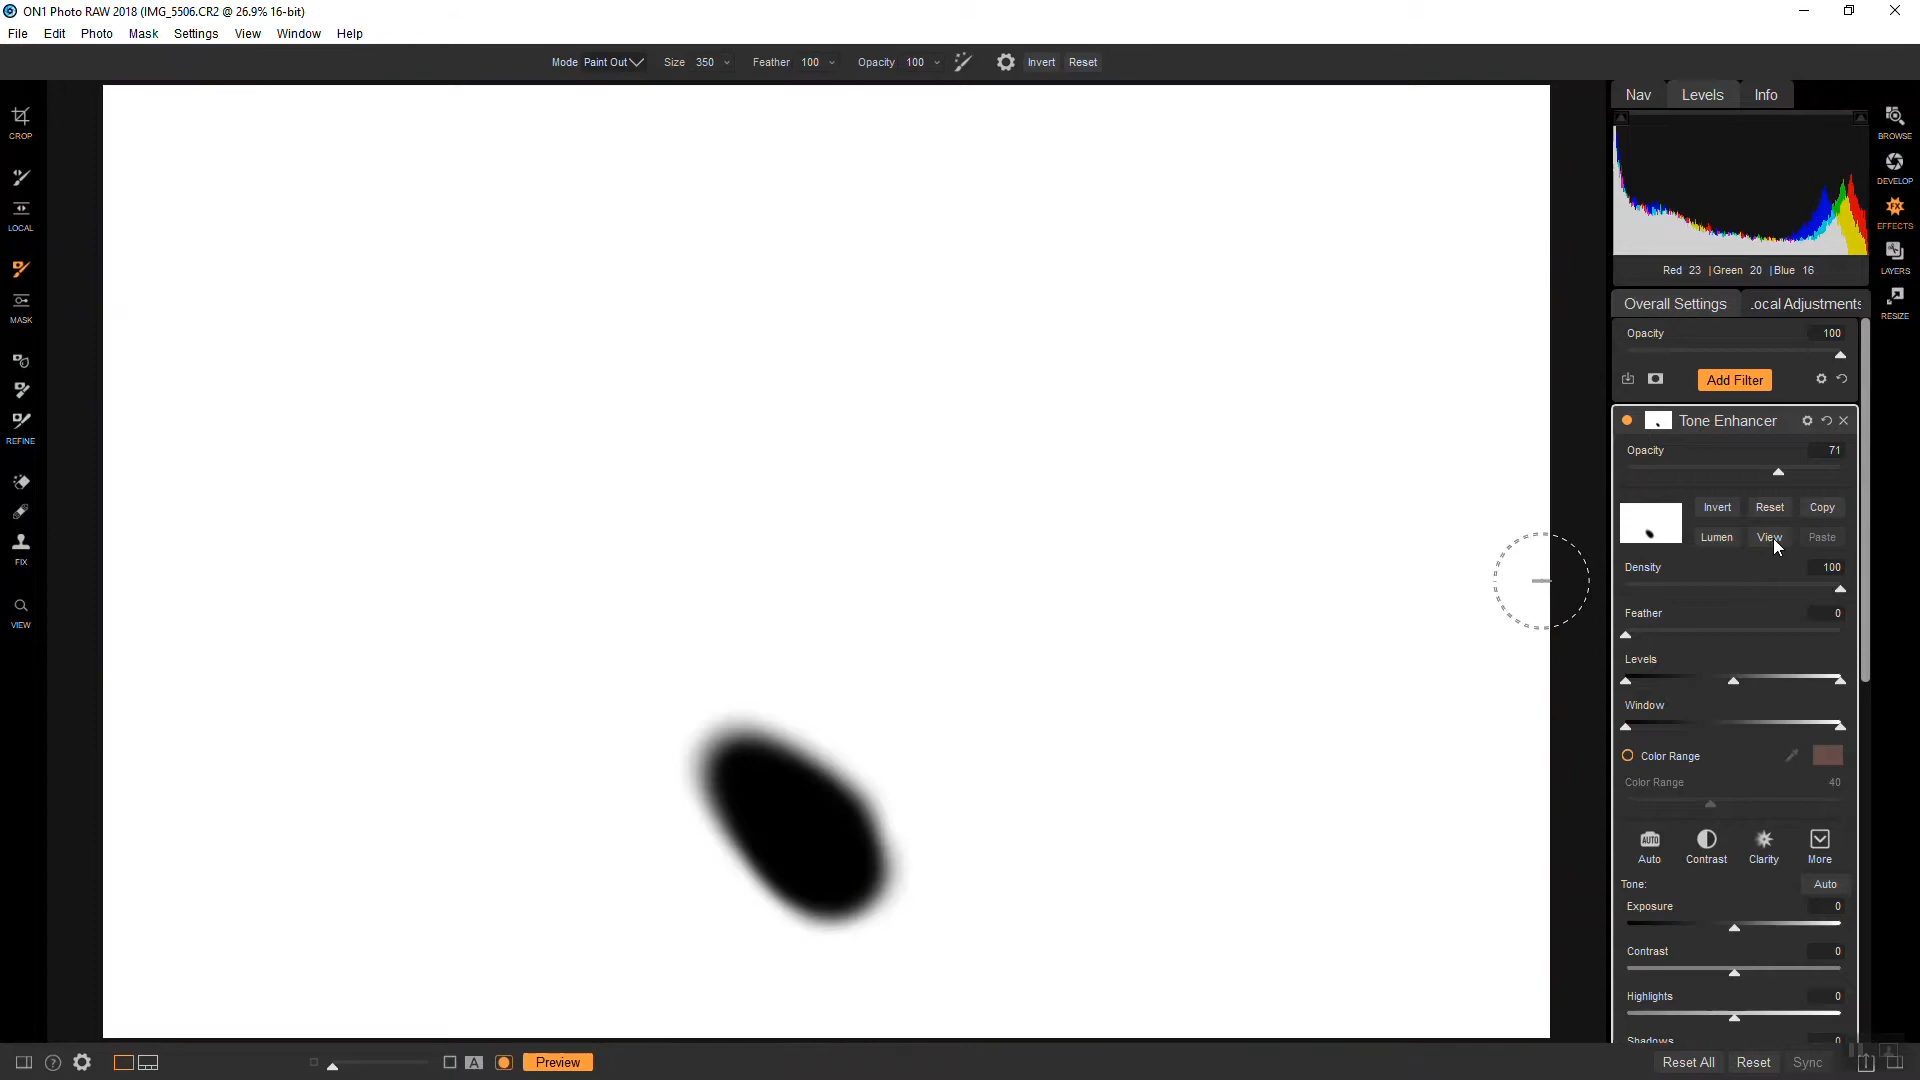 ON1 Photo RAW 2018 (IMG_5506.CR2 @ 26.9% 16-bit)
File Edit Photo Mask Settings View Window Help
Mode Paint Out Size 350 Feather 100 Opacity 100 Invert Reset
CROP
LOCAL
MASK
REFINE
FIX
VIEW
Nav Levels Info
Red 23 |Green 20 |Blue 16
BROWSE
DEVELOP
FX
EFFECTS
LAYERS
RESIZE
Overall Settings ocal Adjustments
Opacity 100
Add Filter
Tone Enhancer
Opacity 71
Invert Reset Copy
Lumen View Paste
Density 100
Feather 0
Levels
Window
Color Range
Color Range 40
AUTO
Auto Contrast Clarity More
Tone: Auto
Exposure 0
Contrast 0
Highlights 0
Shadows 0
? A Preview
Reset All Reset Sync